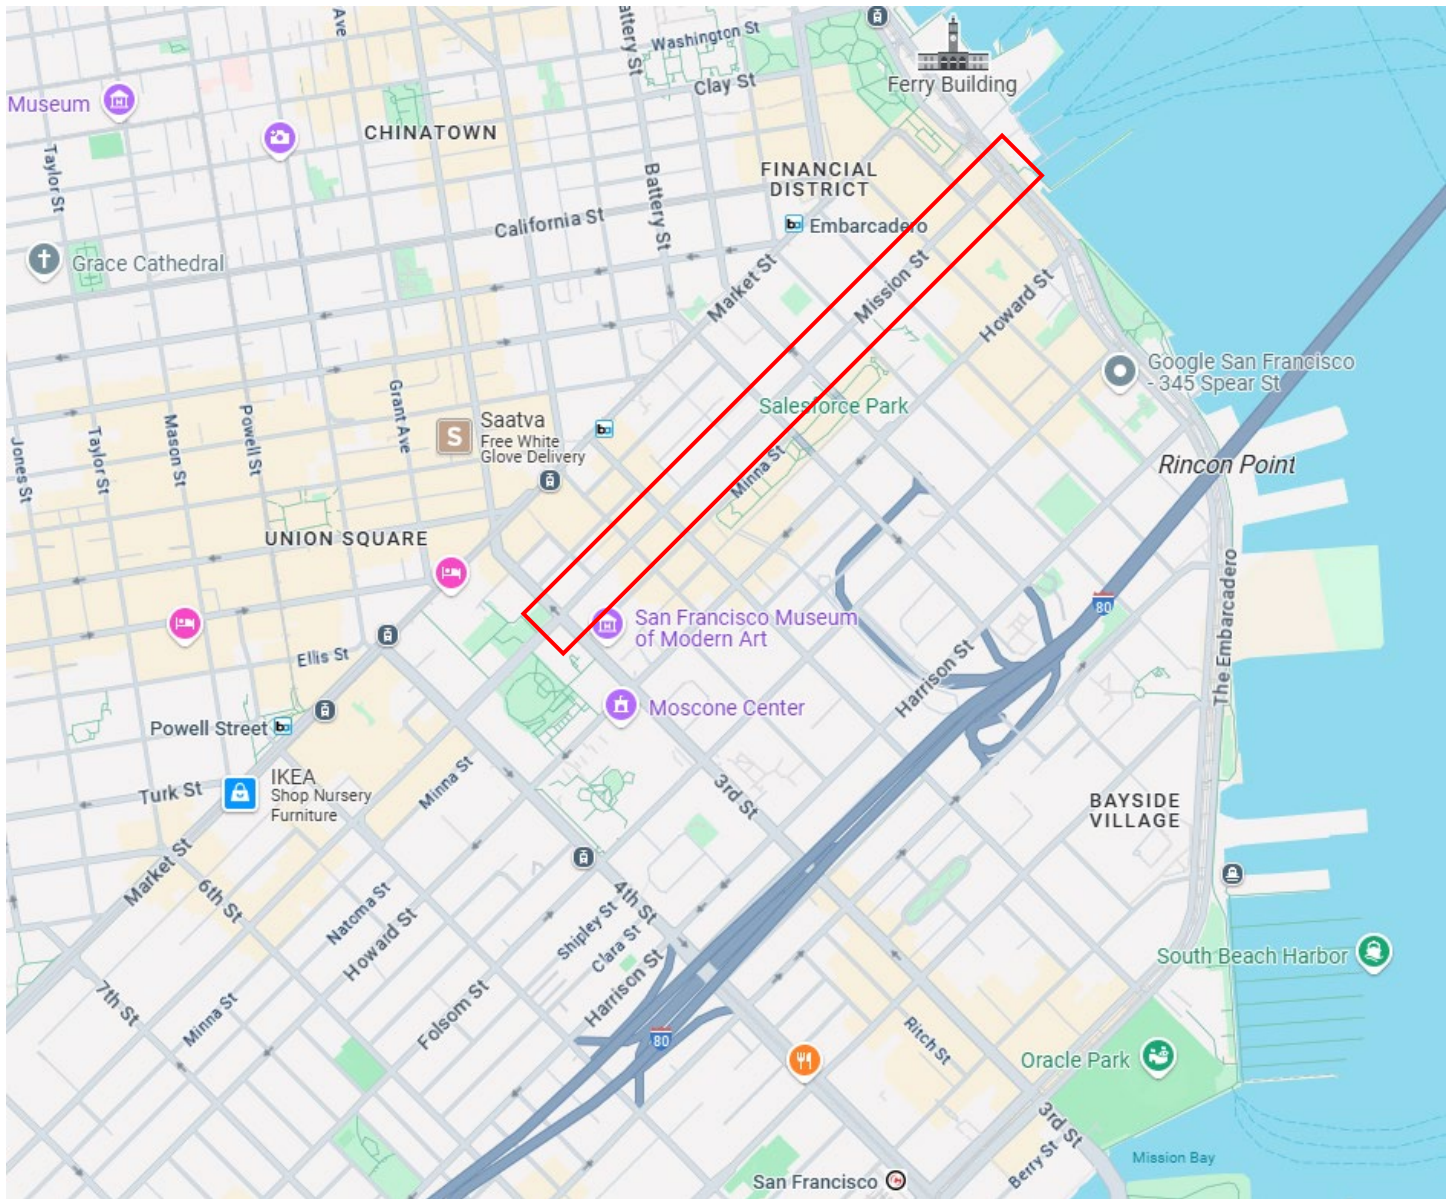 Ave
Battery St
Washington St
Clay St
Ferry Building
Museum
CHINATOWN
Taylor St
FINANCIAL
DISTRICT
Battery St
California St
Embarcadero
Grace Cathedral
Market St
Mission St
Howard St
Google San Francisco
- 345 Spear St
Grant Ave
Salesforce Park
Saatva
Free White
Glove Delivery
S
Jones St
Taylor St
Mason St
Powell St
Minna St
Rincon Point
UNION SQUARE
The Embarcadero
80
San Francisco Museum
of Modern Art
Ellis St
Harrison St
Moscone Center
Powell Street
IKEA
Shop Nursery
Furniture
Turk St
Minna St
3rd St
BAYSIDE
VILLAGE
Market St
6th St
Natoma St
Howard St
4th St
Shipley St
Clara St
Harrison St
South Beach Harbor
7th St
Minna St
Folsom St
80
Ritch St
Oracle Park
3rd St
Berry St
Mission Bay
San Francisco